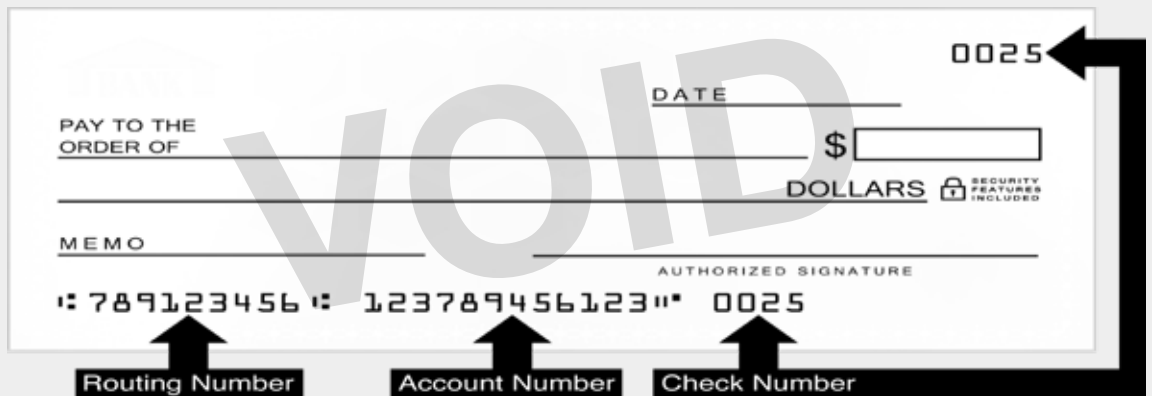 0025
DATE
PAY TO THE
ORDER OF
$
DOLLARS
SECURITY
FEATURES
INCLUDED
VOID
MEMO
AUTHORIZED SIGNATURE
⑆789123456⑆ 123789456123⑈ 0025
Routing Number Account Number Check Number